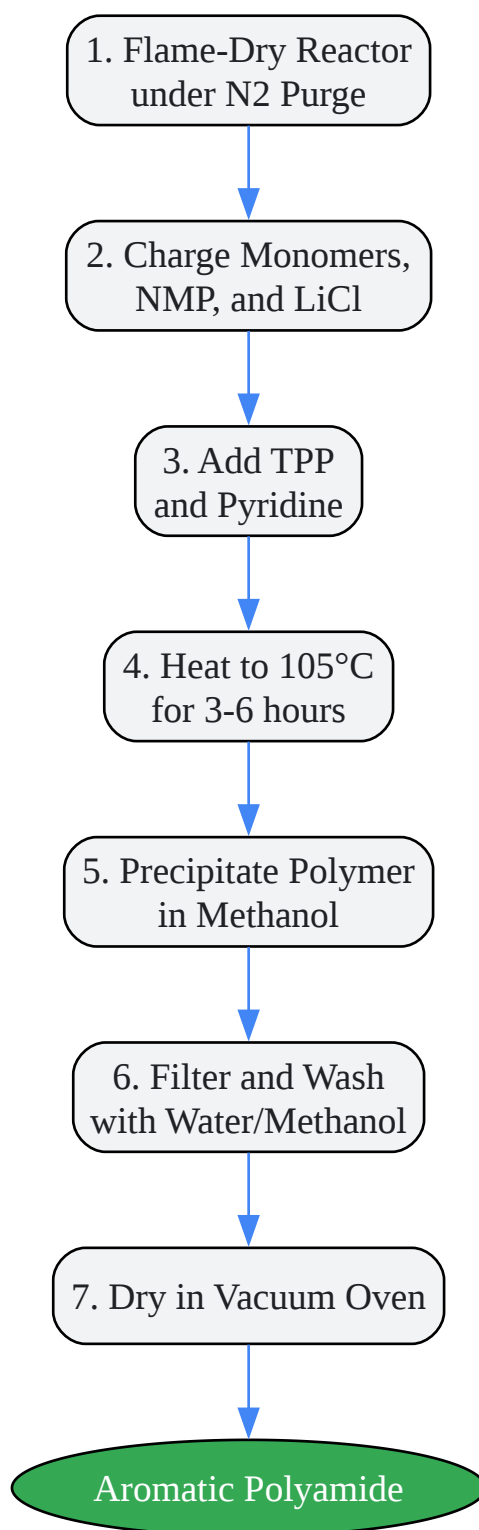 1. Flame-Dry Reactor
under N2 Purge
2. Charge Monomers,
NMP, and LiCl
3. Add TPP
and Pyridine
4. Heat to 105°C
for 3-6 hours
5. Precipitate Polymer
in Methanol
6. Filter and Wash
with Water/Methanol
7. Dry in Vacuum Oven
Aromatic Polyamide